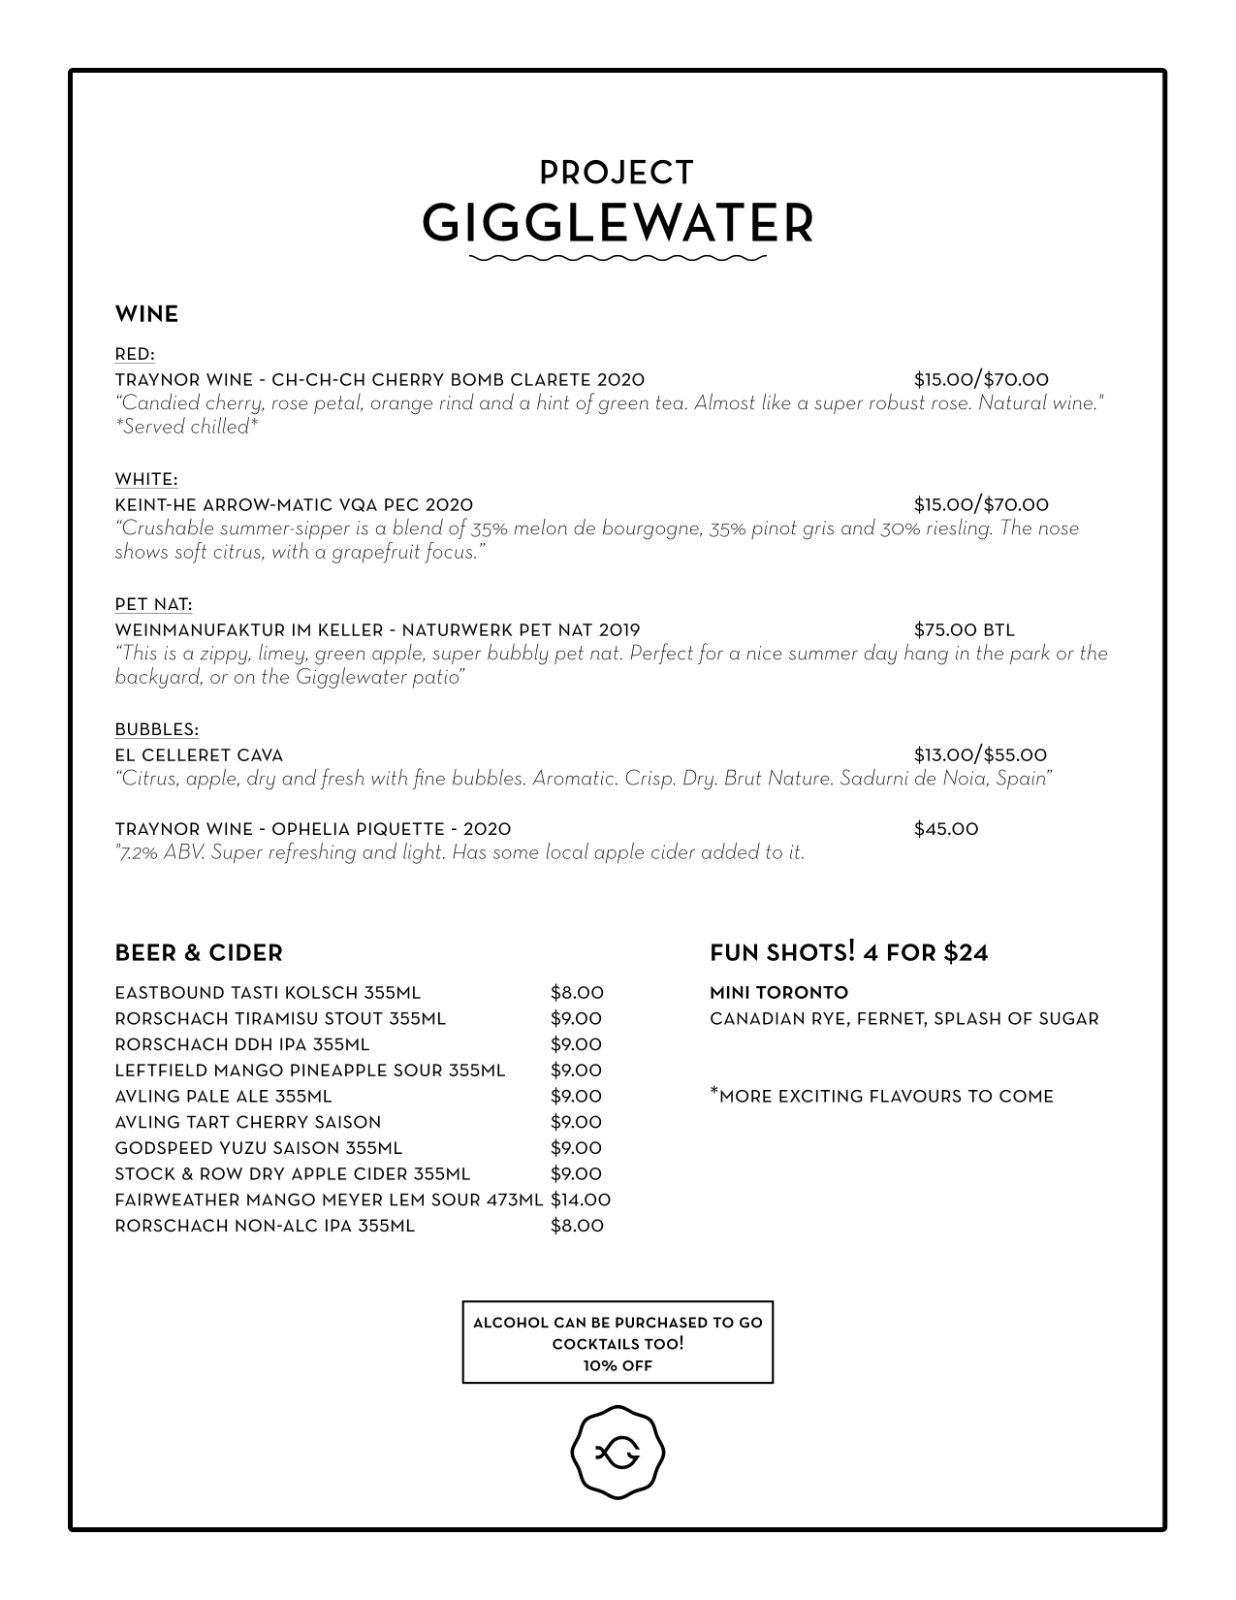 PROJECT
GIGGLEWATER
WINE
RED:
TRAYNOR WINE - CH-CH-CH CHERRY BOMB CLARETE 2020 $15.00/$70.00
“Candied cherry, rose petal, orange rind and a hint of green tea. Almost like a super robust rose. Natural wine."
*Served chilled*
WHITE:
KEINT-HE ARROW-MATIC VQA PEC 2020 $15.00/$70.00
“Crushable summer-sipper is a blend of 35% melon de bourgogne, 35% pinot gris and 30% riesling. The nose
shows soft citrus, with a grapefruit focus.”
PET NAT:
WEINMANUFAKTUR IM KELLER - NATURWERK PET NAT 2019 $75.00 BTL
“This is a zippy, limey, green apple, super bubbly pet nat. Perfect for a nice summer day hang in the park or the
backyard, or on the Gigglewater patio”
BUBBLES:
EL CELLERET CAVA $13.00/$55.00
“Citrus, apple, dry and fresh with fine bubbles. Aromatic. Crisp. Dry. Brut Nature. Sadurni de Noia, Spain”
TRAYNOR WINE - OPHELIA PIQUETTE - 2020 $45.00
"7.2% ABV. Super refreshing and light. Has some local apple cider added to it.
BEER & CIDER
EASTBOUND TASTI KOLSCH 355ML $8.00
RORSCHACH TIRAMISU STOUT 355ML $9.00
RORSCHACH DDH IPA 355ML $9.00
LEFTFIELD MANGO PINEAPPLE SOUR 355ML $9.00
AVLING PALE ALE 355ML $9.00
AVLING TART CHERRY SAISON $9.00
GODSPEED YUZU SAISON 355ML $9.00
STOCK & ROW DRY APPLE CIDER 355ML $9.00
FAIRWEATHER MANGO MEYER LEM SOUR 473ML $14.00
RORSCHACH NON-ALC IPA 355ML $8.00
FUN SHOTS! 4 FOR $24
MINI TORONTO
CANADIAN RYE, FERNET, SPLASH OF SUGAR
*MORE EXCITING FLAVOURS TO COME
ALCOHOL CAN BE PURCHASED TO GO
COCKTAILS TOO!
10% OFF